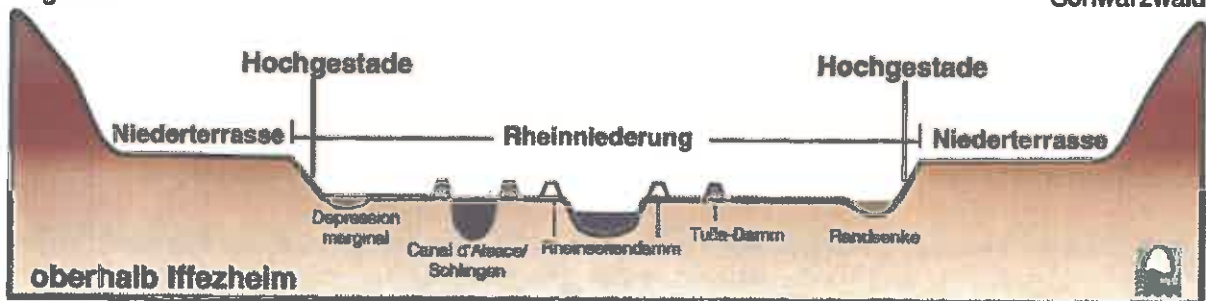 Schwarzwald
Hochgestade
Hochgestade
Niederterrasse
Rheinniederung
Niederterrasse
Depression
marginal
Canal d'Alsace/
Schlingen
Rheinseitendamm
Tulla-Damm
Randsenke
oberhalb Iffezheim